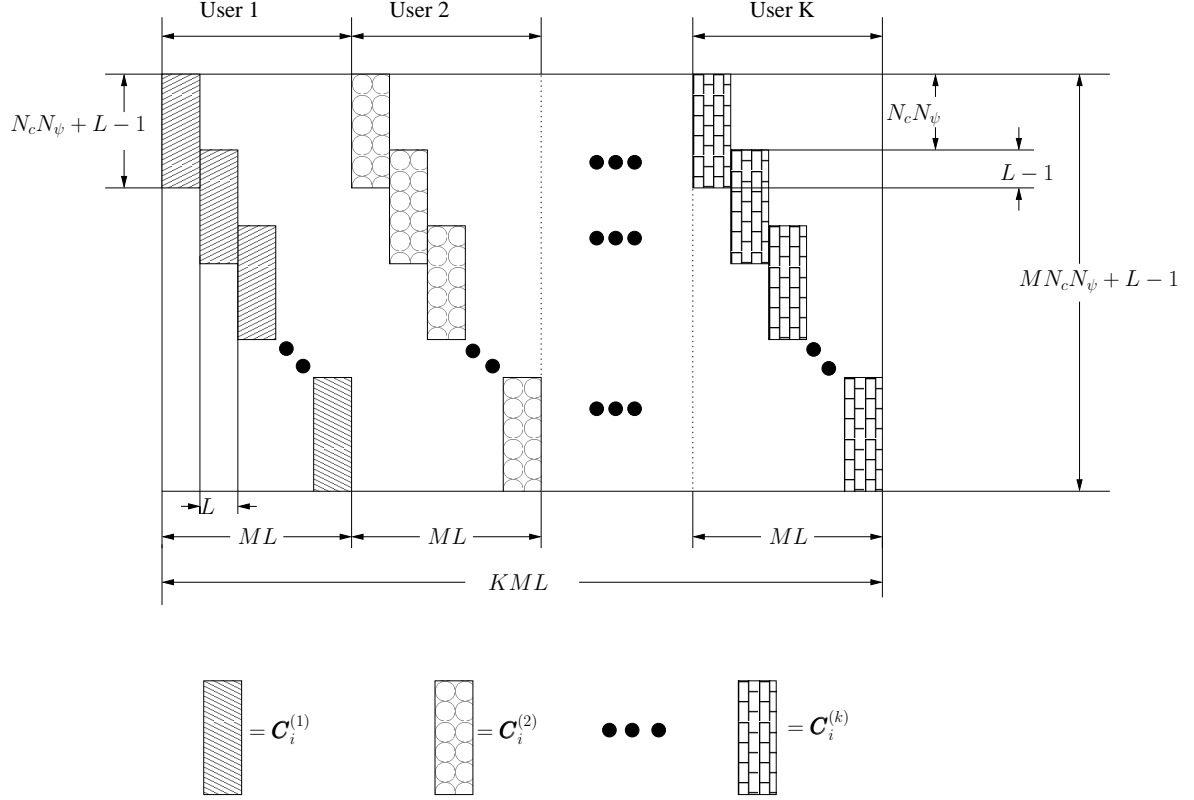 User 1
User 2
User K
N_cN_ψ + L − 1
N_cN_ψ
L − 1
MN_cN_ψ + L − 1
L
ML
ML
ML
KML
= C_i^{(1)}
= C_i^{(2)}
= C_i^{(k)}